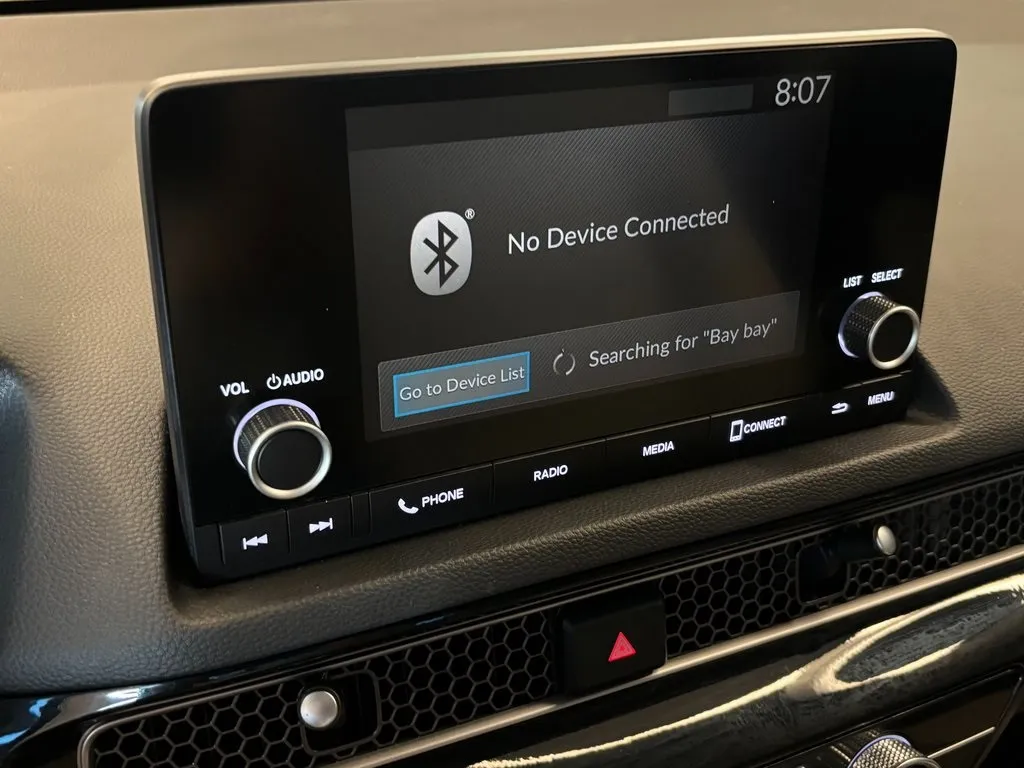 8:07
®
No Device Connected
LIST SELECT
Go to Device List
Searching for "Bay bay"
VOL AUDIO
PHONE
RADIO
MEDIA
CONNECT
MENU